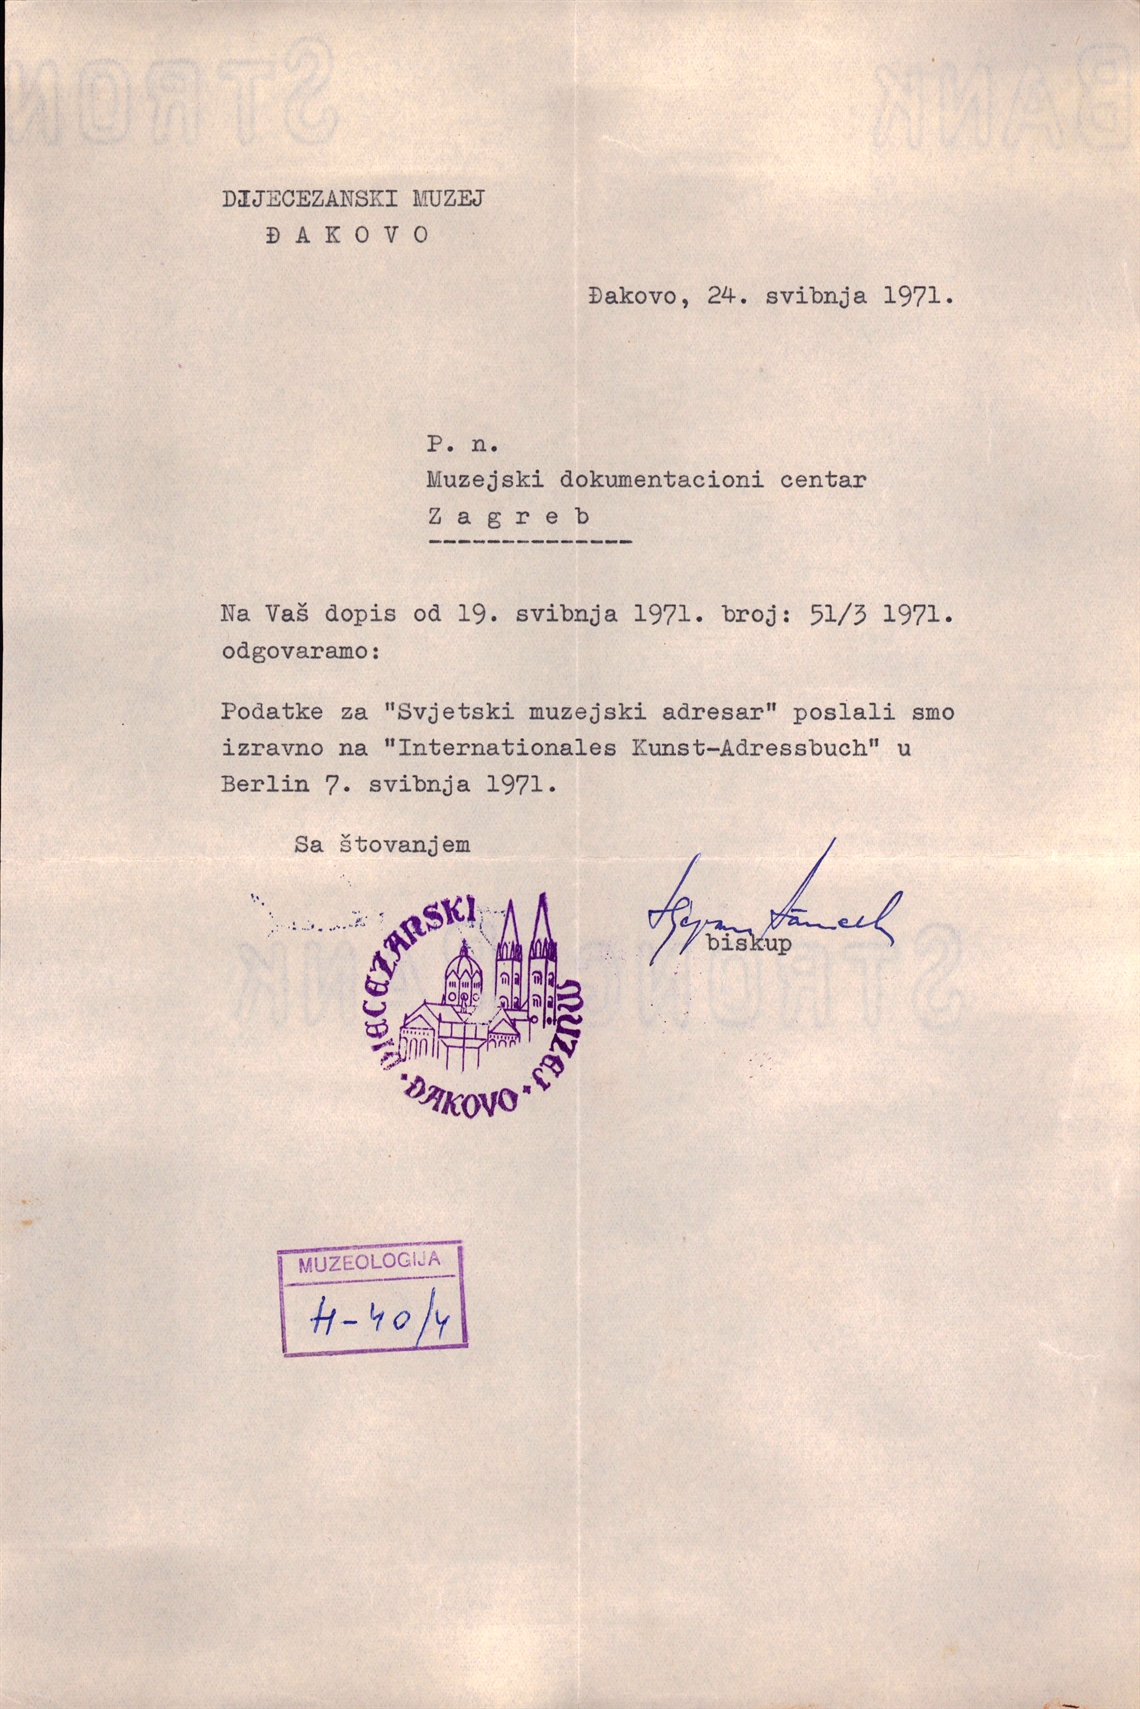 DIJECEZANSKI MUZEJ
Đ A K O V O
Đakovo, 24. svibnja 1971.
P. n.
Muzejski dokumentacioni centar
Z a g r e b
Na Vaš dopis od 19. svibnja 1971. broj: 51/3 1971.
odgovaramo:
Podatke za "Svjetski muzejski adresar" poslali smo
izravno na "Internationales Kunst-Adressbuch" u
Berlin 7. svibnja 1971.
Sa štovanjem
biskup
DIJECEZANSKI MUZEJ
· ĐAKOVO ·
MUZEOLOGIJA
H-40/4
STRONG BANK